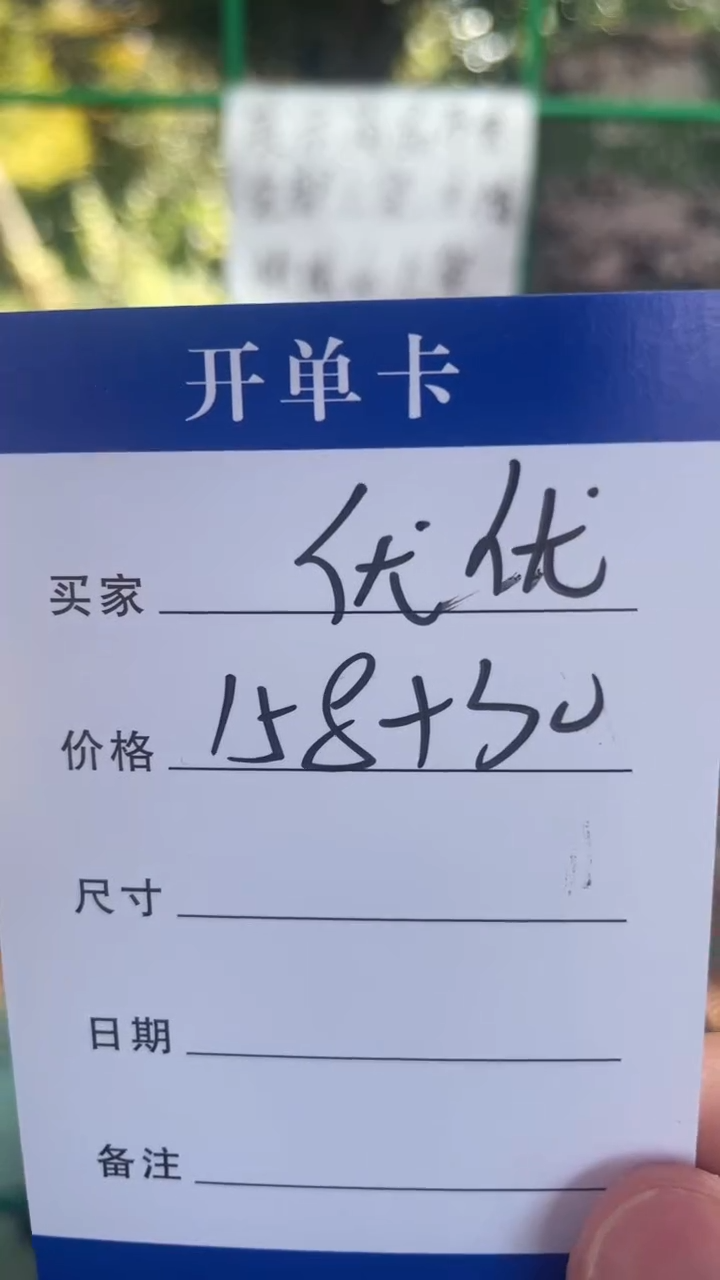 开单卡
买家 优优
价格 158+50
尺寸
日期
备注